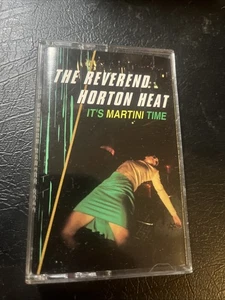 THE REVEREND
HORTON HEAT
IT'S MARTINI TIME